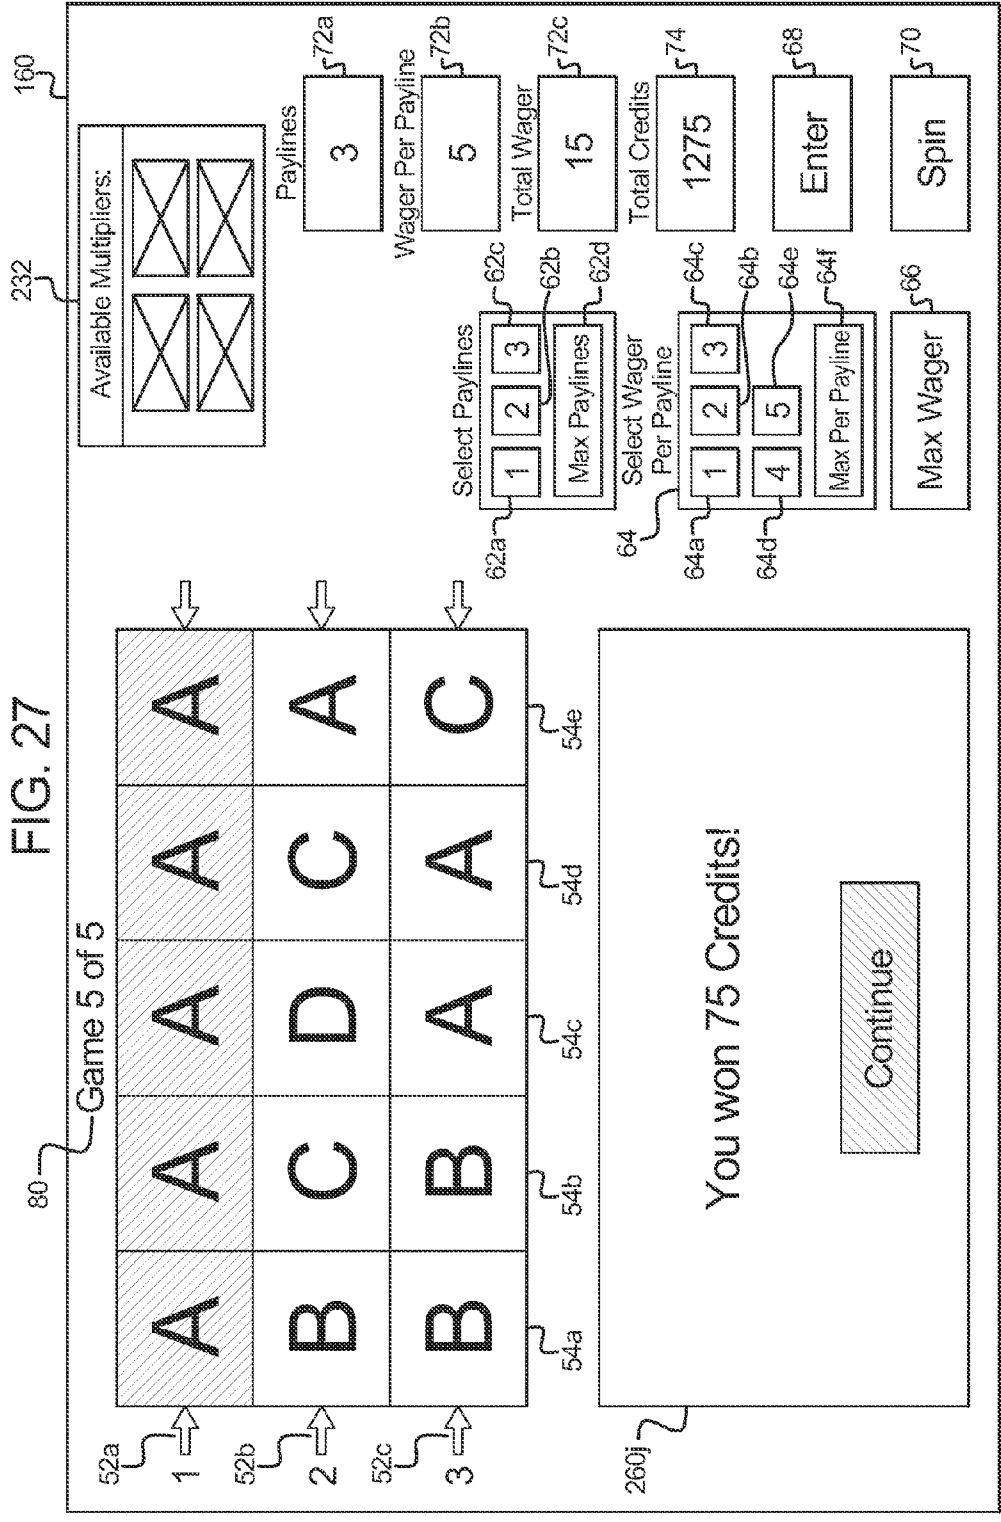 FIG. 27
80
Game 5 of 5
232
160
Available Multipliers:
52a
1
A A A A A
52b
2
B C D C A
52c
3
B B A A C
54a 54b 54c 54d 54e
Paylines
3
72a
Wager Per Payline
5
72b
Total Wager
15
72c
Total Credits
1275
74
Enter
68
Spin
70
Select Paylines
1 2 3
Max Paylines
62a
62c
62b
62d
Select Wager
Per Payline
64
1 2 3
4 5
Max Per Payline
64a
64d
64c
64b
64e
64f
Max Wager
66
260j
You won 75 Credits!
Continue